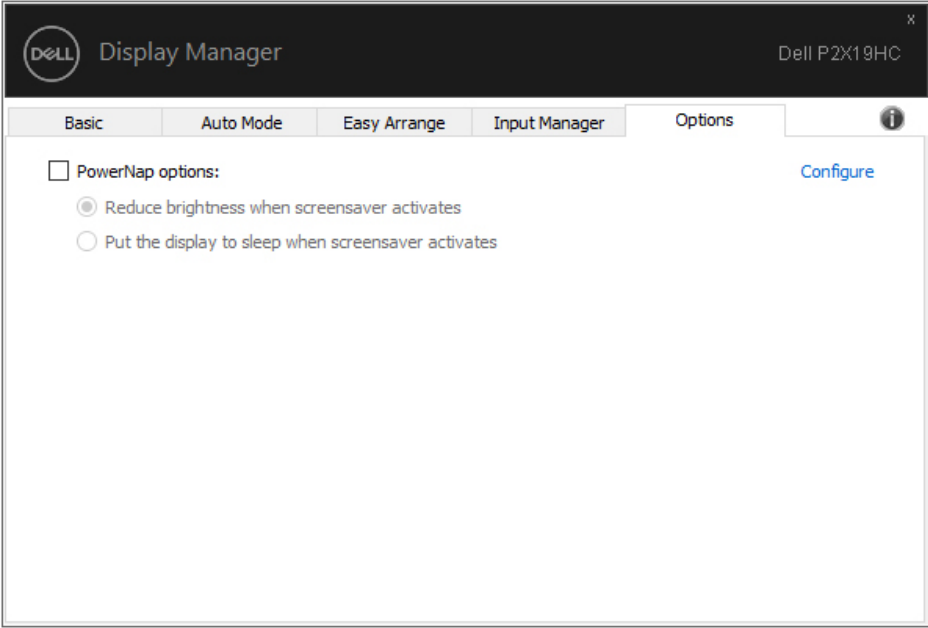 x
DELL Display Manager Dell P2X19HC
Basic Auto Mode Easy Arrange Input Manager Options i
PowerNap options: Configure
Reduce brightness when screensaver activates
Put the display to sleep when screensaver activates